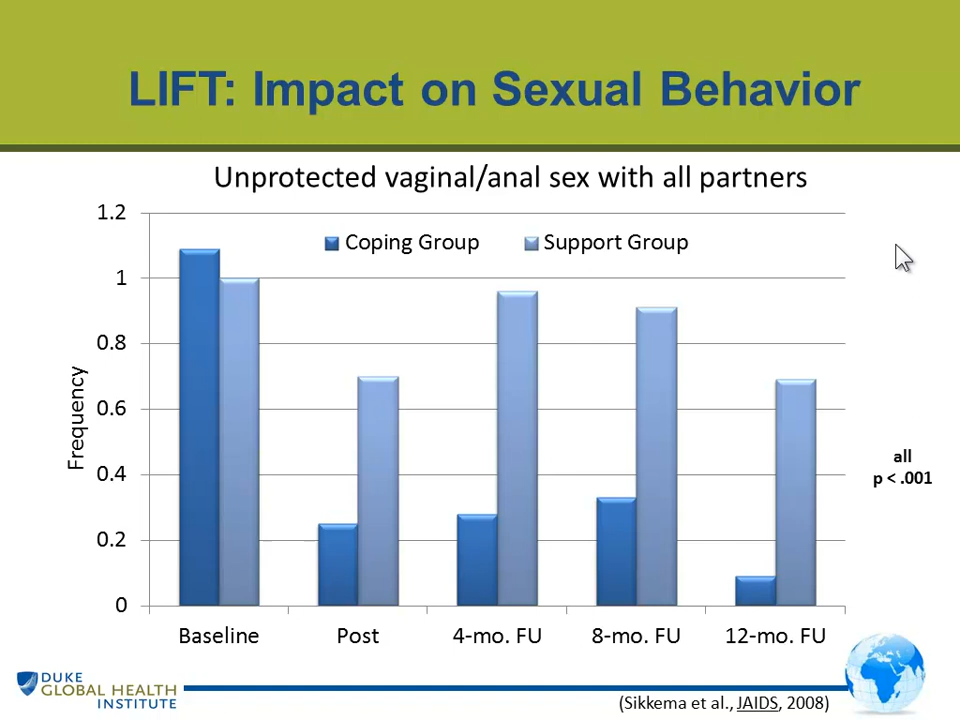 LIFT: Impact on Sexual Behavior
Unprotected vaginal/anal sex with all partners
Coping Group
Support Group
Frequency
1.2
1
0.8
0.6
0.4
0.2
0
Baseline
Post
4-mo. FU
8-mo. FU
12-mo. FU
all
p < .001
DUKE
GLOBAL HEALTH
INSTITUTE
(Sikkema et al., JAIDS, 2008)